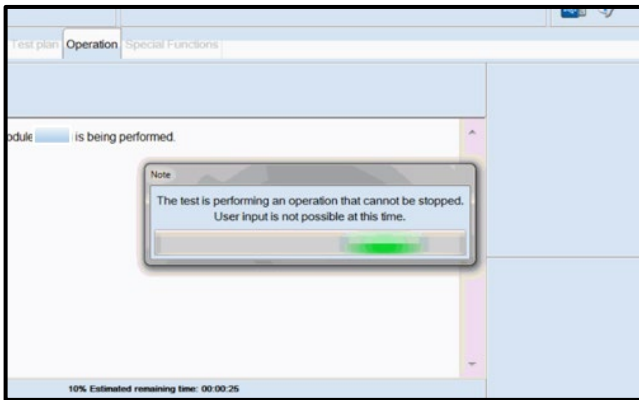 Test plan Operation Special Functions
is being performed.
Note
The test is performing an operation that cannot be stopped.
User input is not possible at this time.
10% Estimated remaining time: 00:00:25